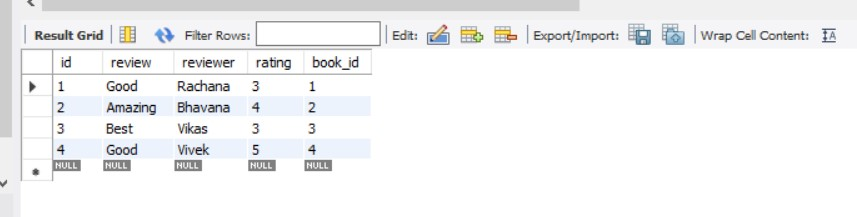 Result Grid Filter Rows: Edit: Export/Import: Wrap Cell Content: IA
id review reviewer rating book_id
1 Good Rachana 3 1
2 Amazing Bhavana 4 2
3 Best Vikas 3 3
4 Good Vivek 5 4
NULL NULL NULL NULL NULL